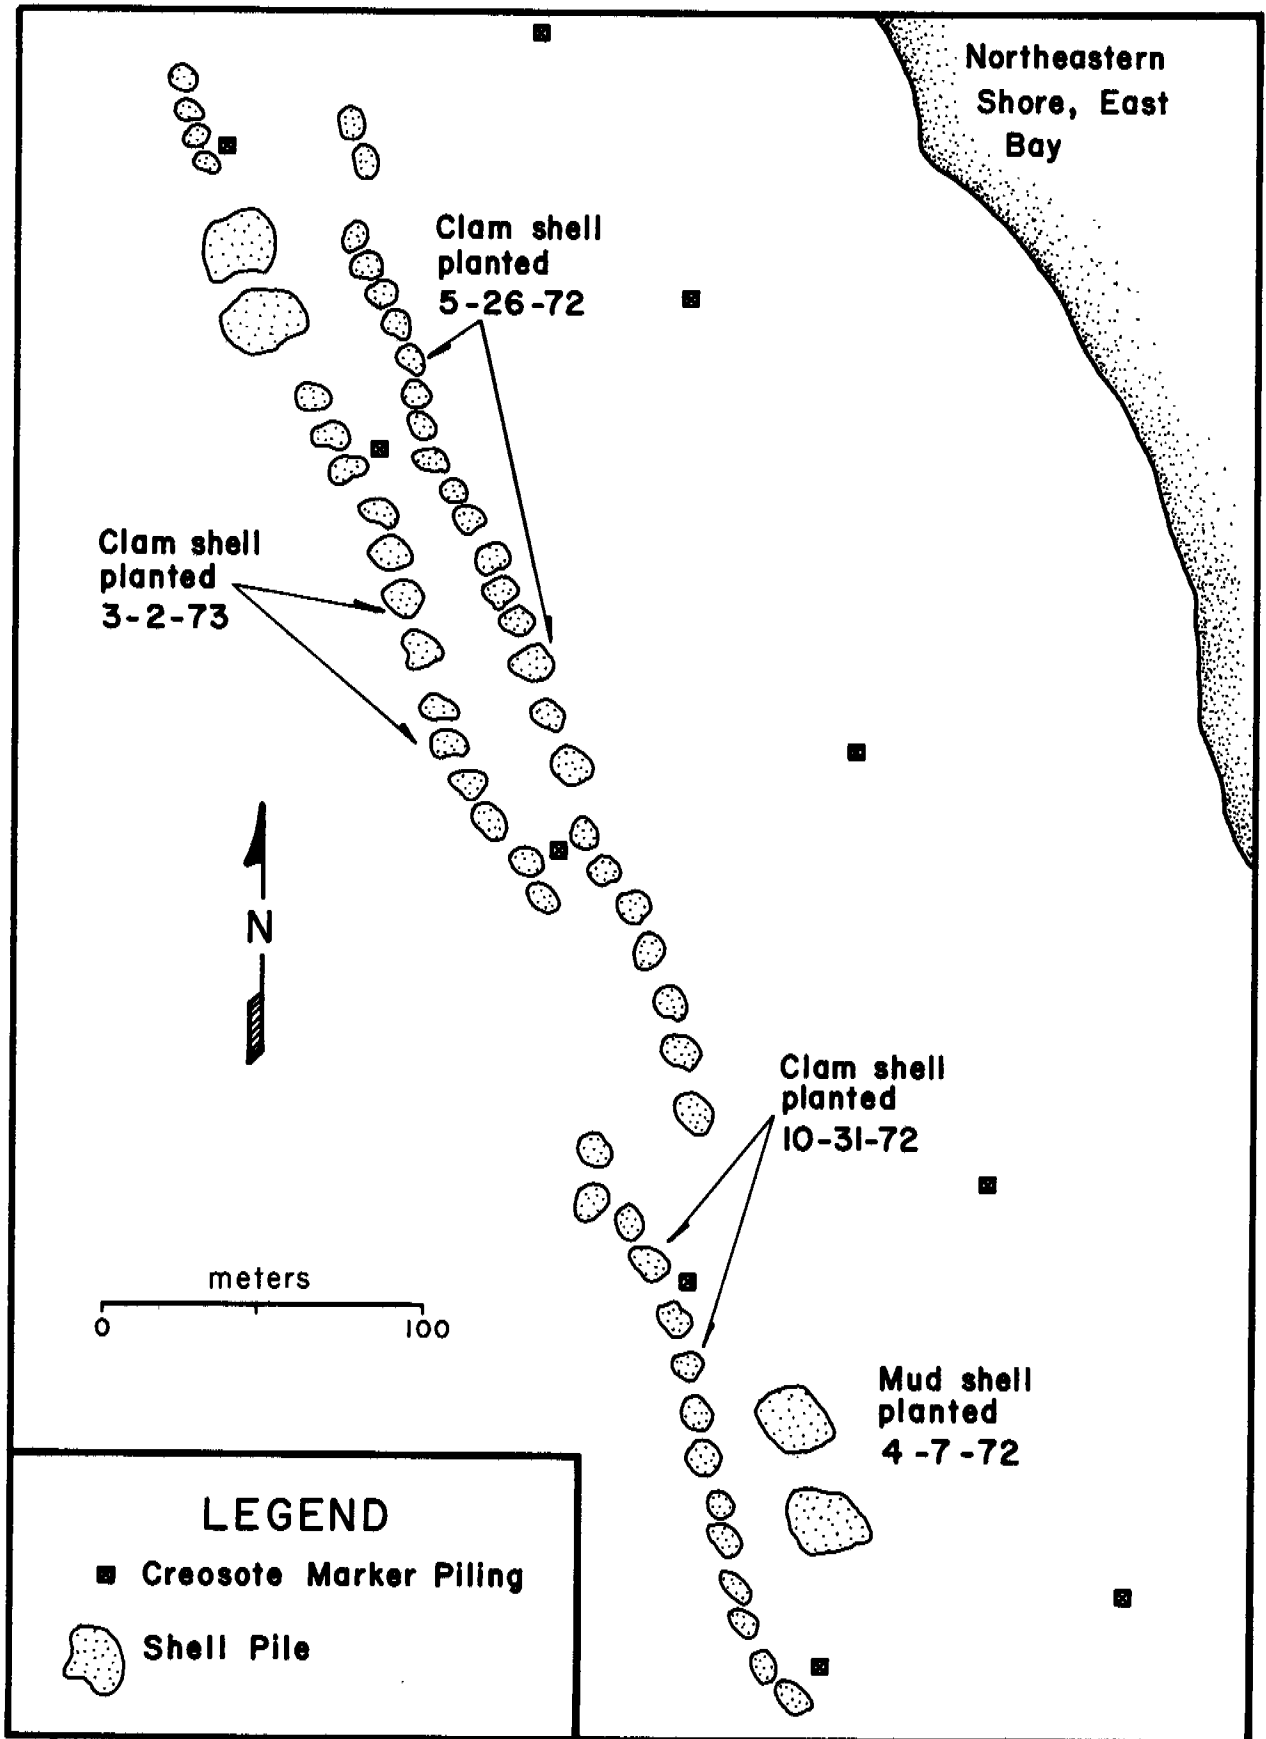 Northeastern
Shore, East
Bay
Clam shell
planted
5-26-72
Clam shell
planted
3-2-73
N
Clam shell
planted
10-31-72
meters
0 100
Mud shell
planted
4-7-72
LEGEND
Creosote Marker Piling
Shell Pile